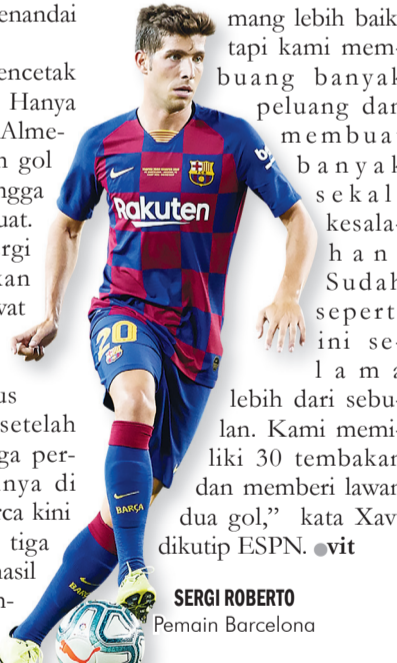 enandai
encetak
Hanya
Alme-
gol
ngga
uat.
rgi
kan
wat
us
setelah
ga per-
nya di
rca kini
tiga
asil
n-
mang lebih baik
tapi kami mem-
buang banyak
peluang dan
membuat
banyak
sekali
kesala-
han.
Sudah
seperti
ini se-
lama
lebih dari sebu-
lan. Kami memi-
liki 30 tembakan
dan memberi lawan
dua gol,” kata Xavi
dikutip ESPN. ●vit
Rakuten
20
BARÇA
SERGI ROBERTO
Pemain Barcelona